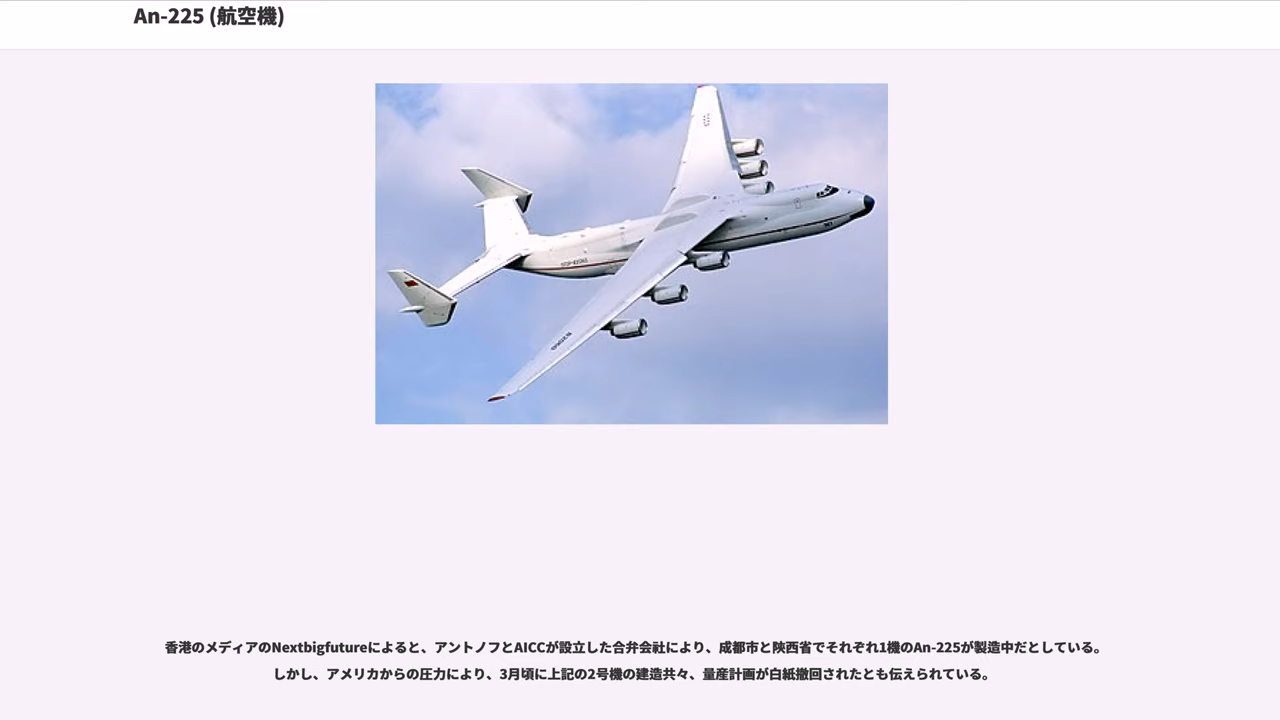 An-225 (航空機)
香港のメディアのNextbigfutureによると、アントノフとAICCが設立した合弁会社により、成都市と陝西省でそれぞれ1機のAn-225が製造中だとしている。
しかし、アメリカからの圧力により、3月頃に上記の2号機の建造共々、量産計画が白紙撤回されたとも伝えられている。